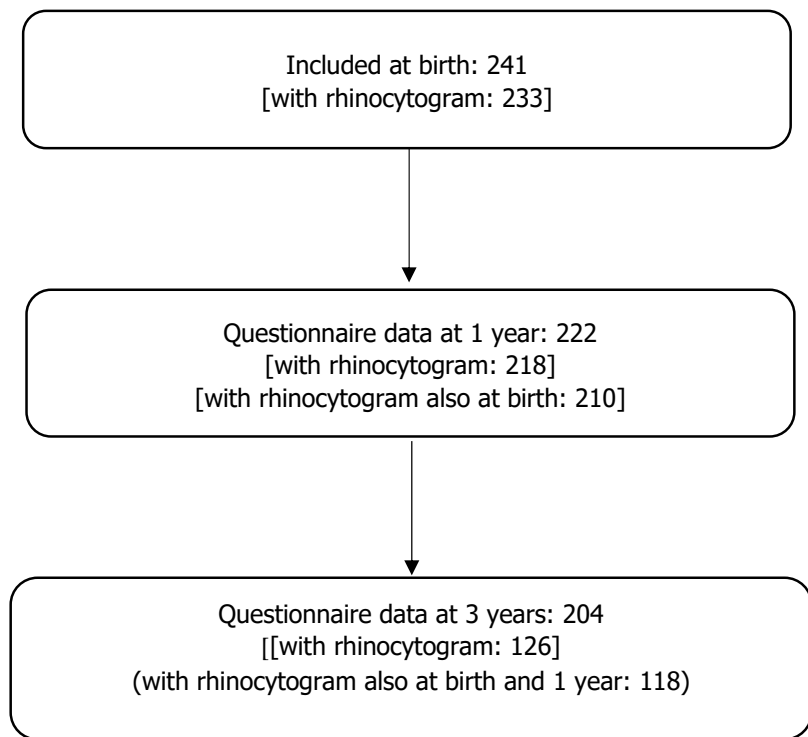 Included at birth: 241
[with rhinocytogram: 233]
Questionnaire data at 1 year: 222
[with rhinocytogram: 218]
[with rhinocytogram also at birth: 210]
Questionnaire data at 3 years: 204
[[with rhinocytogram: 126]
(with rhinocytogram also at birth and 1 year: 118)